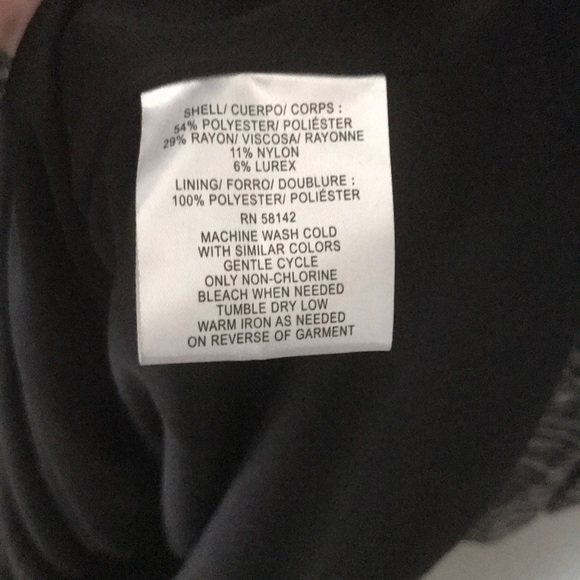 SHELL/ CUERPO/ CORPS :
54% POLYESTER/ POLIÉSTER
29% RAYON/ VISCOSA/ RAYONNE
11% NYLON
6% LUREX
LINING/ FORRO/ DOUBLURE :
100% POLYESTER/ POLIÉSTER
RN 58142
MACHINE WASH COLD
WITH SIMILAR COLORS
GENTLE CYCLE
ONLY NON-CHLORINE
BLEACH WHEN NEEDED
TUMBLE DRY LOW
WARM IRON AS NEEDED
ON REVERSE OF GARMENT